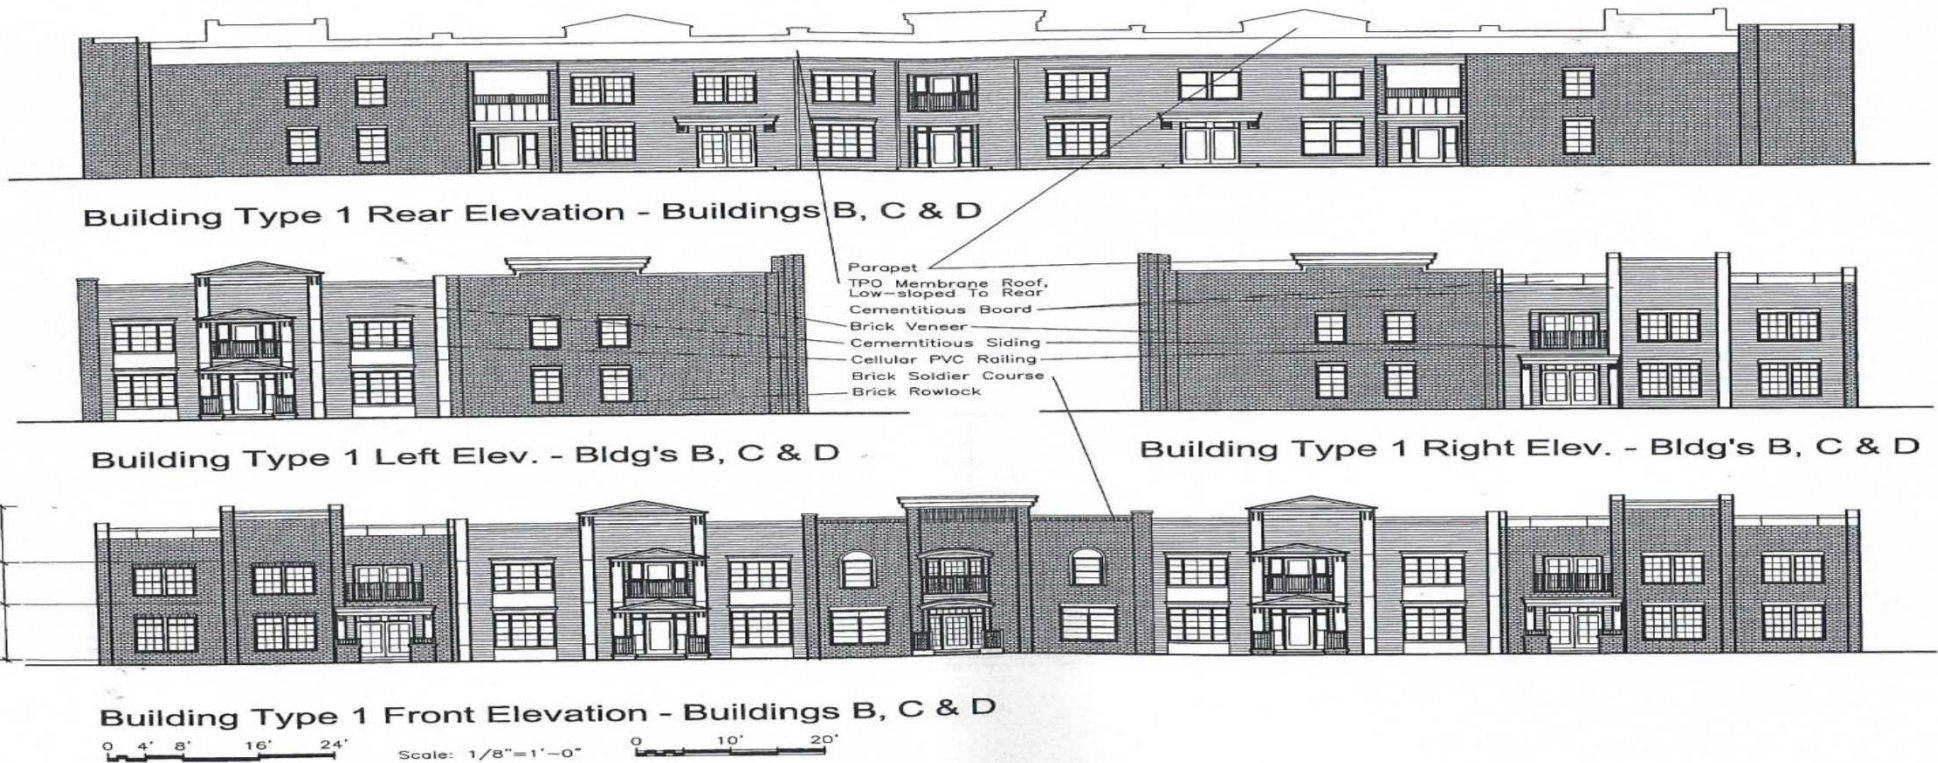 Building Type 1 Rear Elevation - Buildings B, C & D
Parapet
TPO Membrane Roof,
Low-sloped To Rear
Cementitious Board
Brick Veneer
Cememtitious Siding
Cellular PVC Railing
Brick Soldier Course
Brick Rowlock
Building Type 1 Left Elev. - Bldg's B, C & D
Building Type 1 Right Elev. - Bldg's B, C & D
Building Type 1 Front Elevation - Buildings B, C & D
0 4' 8' 16' 24'
Scale: 1/8"=1'-0"
0 10' 20'